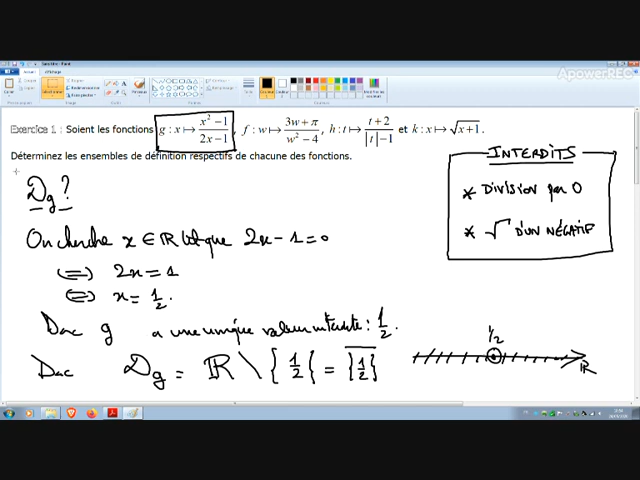 ApowerREC
Exercice 1 : Soient les fonctions g : x ↦ (x² − 1)/(2x − 1), f : w ↦ (3w + π)/(w² − 4), h : t ↦ (t + 2)/(|t| − 1) et k : x ↦ √(x + 1).
Déterminez les ensembles de définition respectifs de chacune des fonctions.
INTERDITS
* Division par 0
* √ D'UN NÉGATIF
Dg ?
On cherche x ∈ ℝ tel que 2x − 1 = 0
⟺ 2x = 1
⟺ x = 1/2.
Donc g a une unique valeur interdite : 1/2.
Donc Dg = ℝ \ { 1/2 } = {1/2}‾
1/2
ℝ